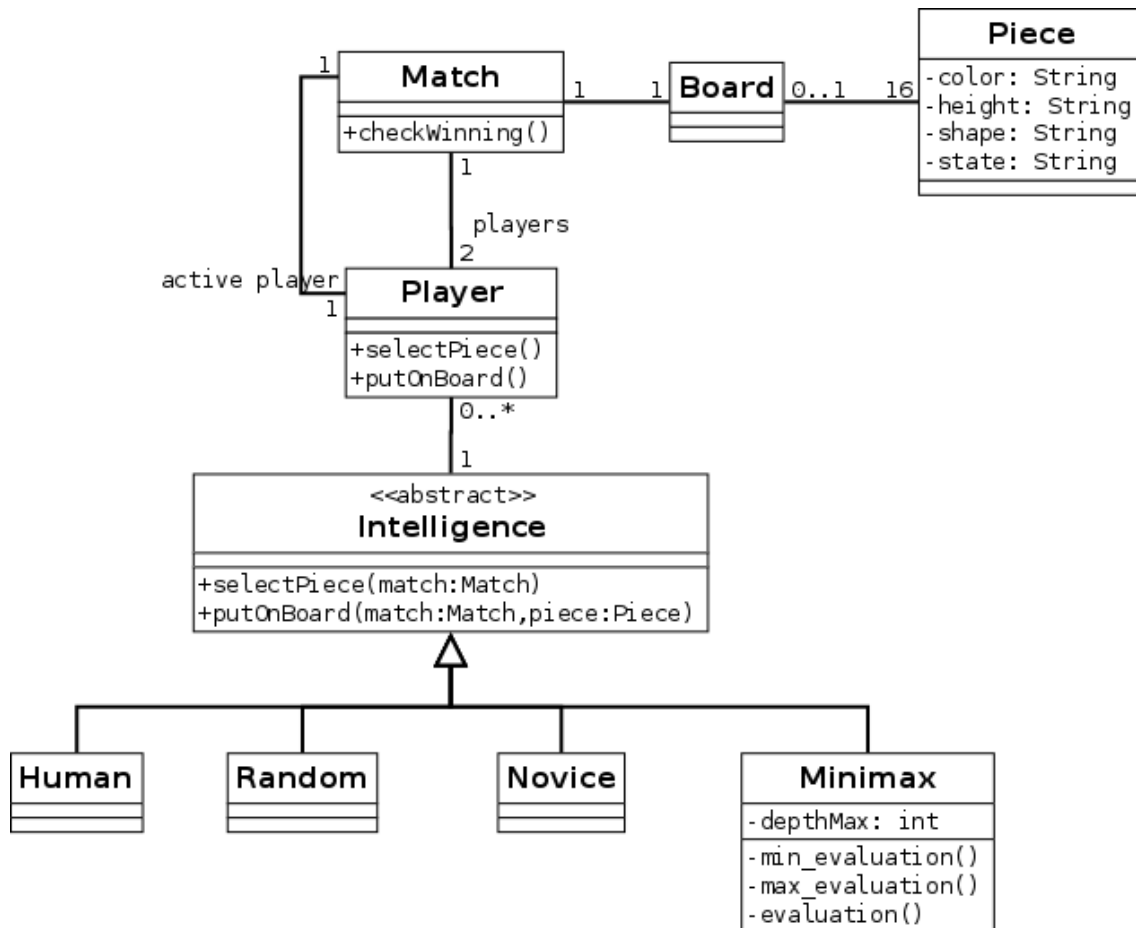 Piece
-color: String
-height: String
-shape: String
-state: String
1
Match
+checkWinning()
1
1
Board
0..1
16
1
players
2
active player
1
Player
+selectPiece()
+putOnBoard()
0..*
1
<<abstract>>
Intelligence
+selectPiece(match:Match)
+putOnBoard(match:Match,piece:Piece)
Human
Random
Novice
Minimax
-depthMax: int
-min_evaluation()
-max_evaluation()
-evaluation()